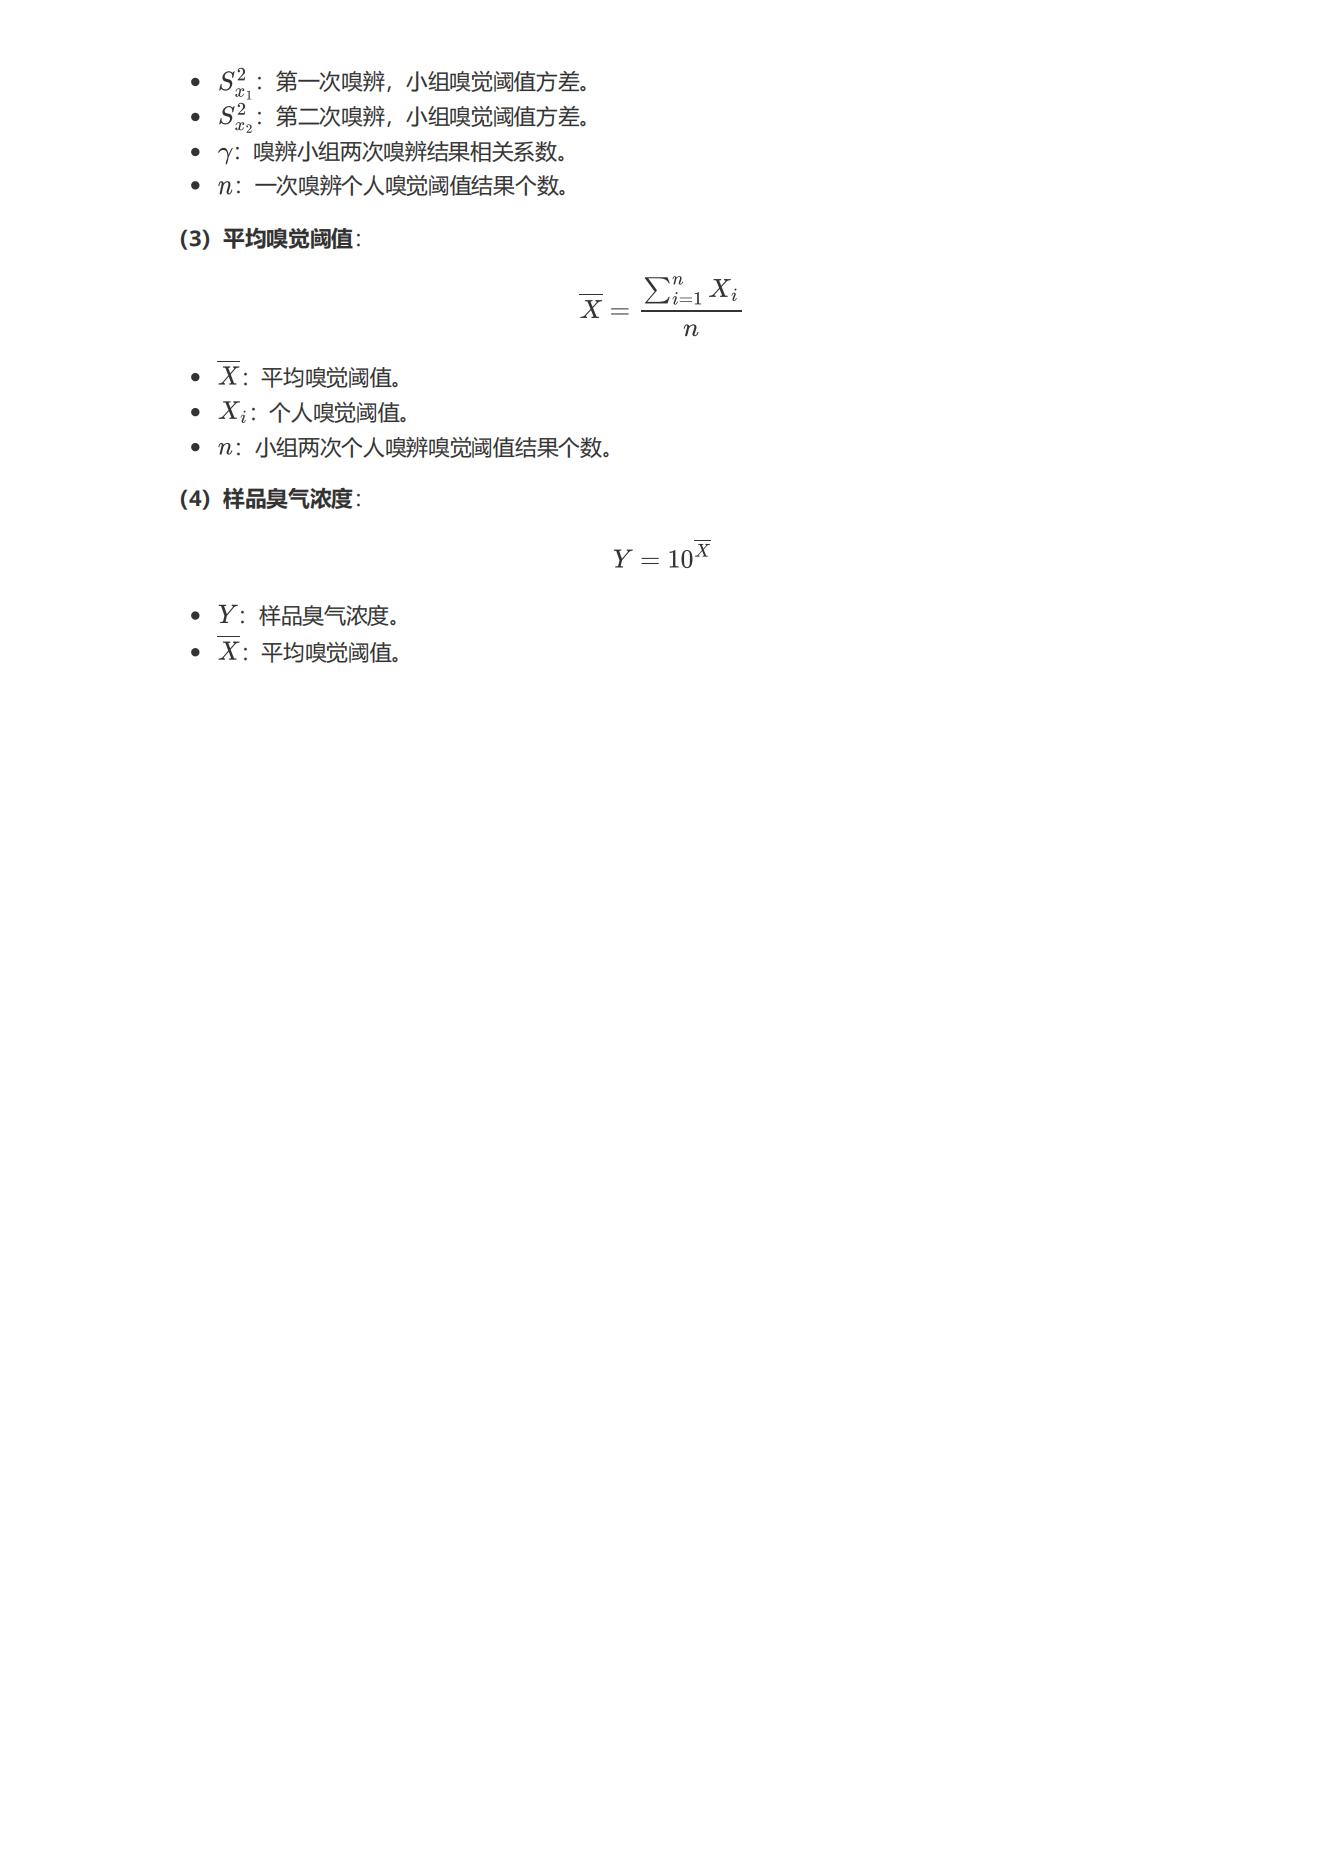 • $S_{x_1}^2$：第一次嗅辨，小组嗅觉阈值方差。
• $S_{x_2}^2$：第二次嗅辨，小组嗅觉阈值方差。
• $\gamma$：嗅辨小组两次嗅辨结果相关系数。
• $n$：一次嗅辨个人嗅觉阈值结果个数。
（3）平均嗅觉阈值：
$\overline{X} = \frac{\sum_{i=1}^{n} X_i}{n}$
• $\overline{X}$：平均嗅觉阈值。
• $X_i$：个人嗅觉阈值。
• $n$：小组两次个人嗅辨嗅觉阈值结果个数。
（4）样品臭气浓度：
$Y = 10^{\overline{X}}$
• $Y$：样品臭气浓度。
• $\overline{X}$：平均嗅觉阈值。